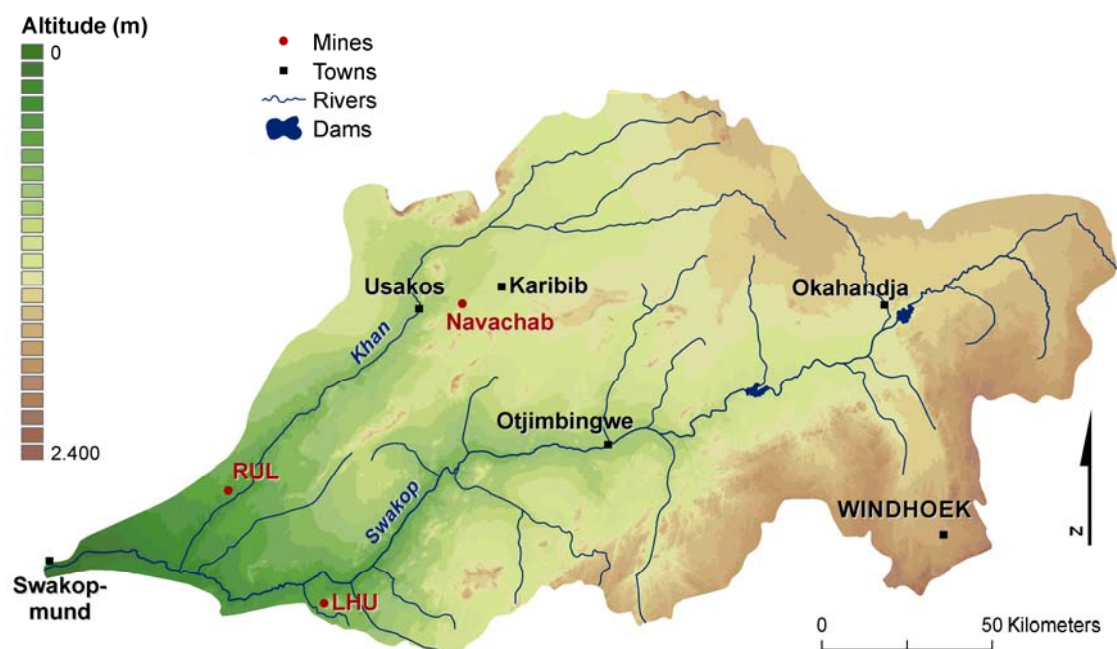 Altitude (m)
0
2.400
Mines
Towns
Rivers
Dams
Usakos
Karibib
Navachab
Okahandja
Khan
Otjimbingwe
RUL
Swakop
WINDHOEK
Swakop-
mund
LHU
N
0
50 Kilometers